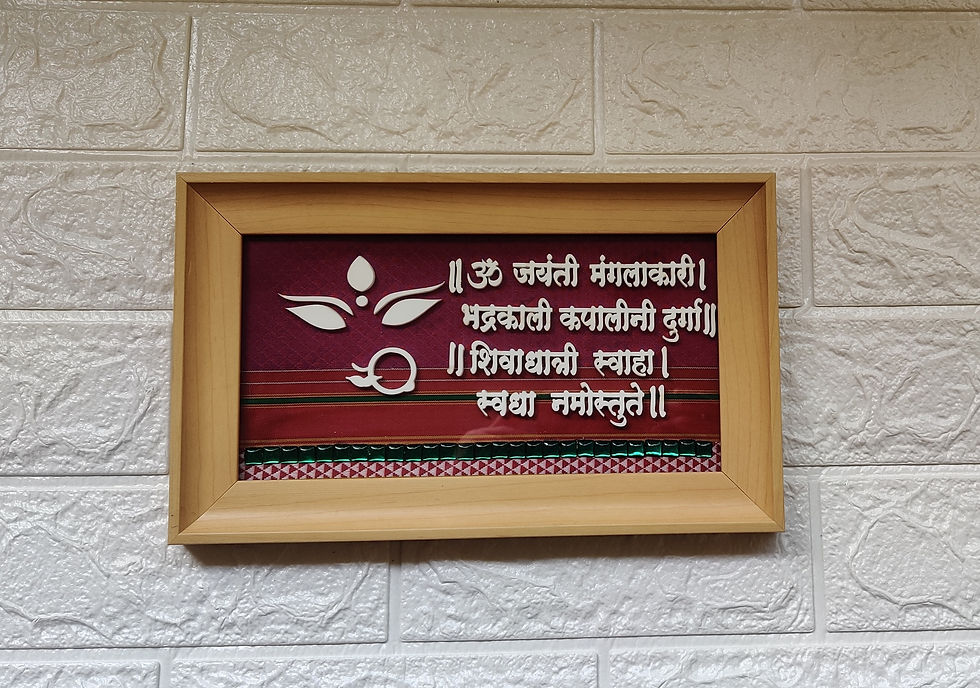 ॥ ॐ जयंती मंगलाकारी।
भद्रकाली कपालीनी दुर्गा॥
॥ शिवाधात्री स्वाहा।
स्वधा नमोस्तुते॥